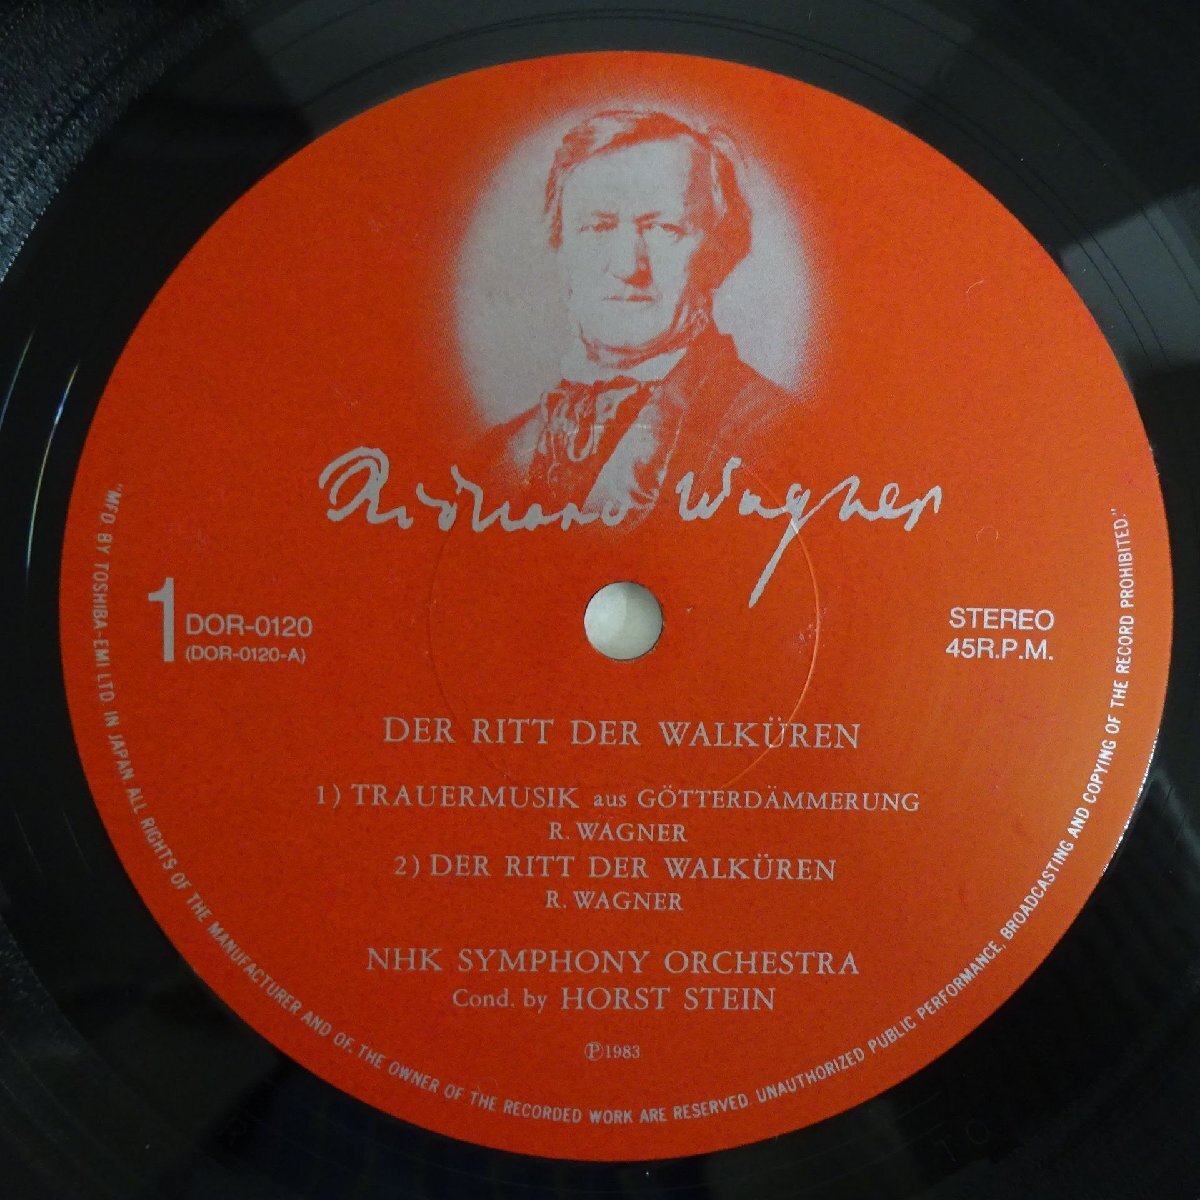 Richard Wagner
1 DOR-0120
(DOR-0120-A)
STEREO
45R.P.M.
DER RITT DER WALKÜREN
1) TRAUERMUSIK aus GÖTTERDÄMMERUNG
R. WAGNER
2) DER RITT DER WALKÜREN
R. WAGNER
NHK SYMPHONY ORCHESTRA
Cond. by HORST STEIN
Ⓟ1983
"MFD BY TOSHIBA-EMI LTD. IN JAPAN. ALL RIGHTS OF THE MANUFACTURER AND OF THE OWNER OF THE RECORDED WORK ARE RESERVED. UNAUTHORIZED PUBLIC PERFORMANCE, BROADCASTING AND COPYING OF THE RECORD PROHIBITED."